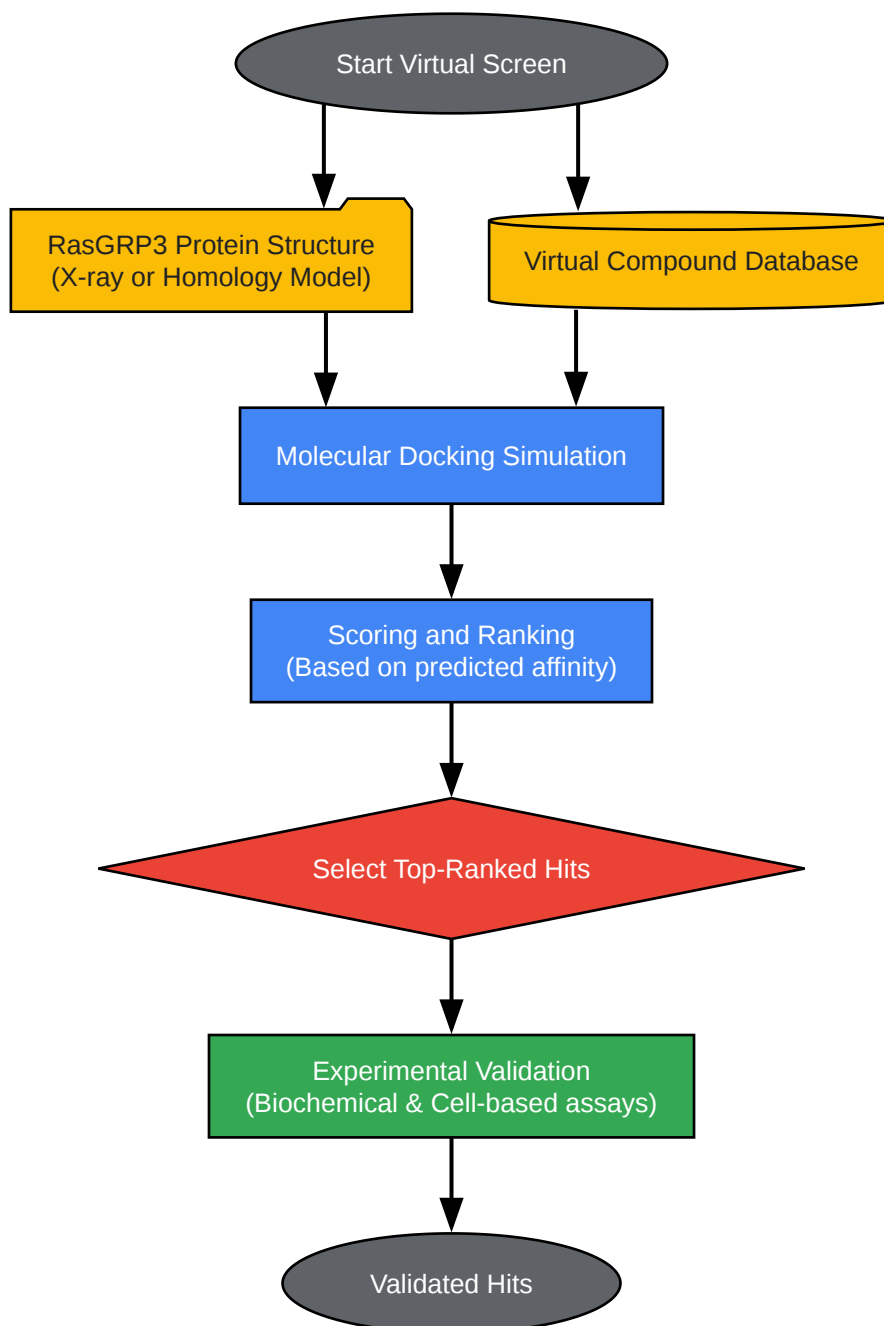 Start Virtual Screen
RasGRP3 Protein Structure
(X-ray or Homology Model)
Virtual Compound Database
Molecular Docking Simulation
Scoring and Ranking
(Based on predicted affinity)
Select Top-Ranked Hits
Experimental Validation
(Biochemical & Cell-based assays)
Validated Hits